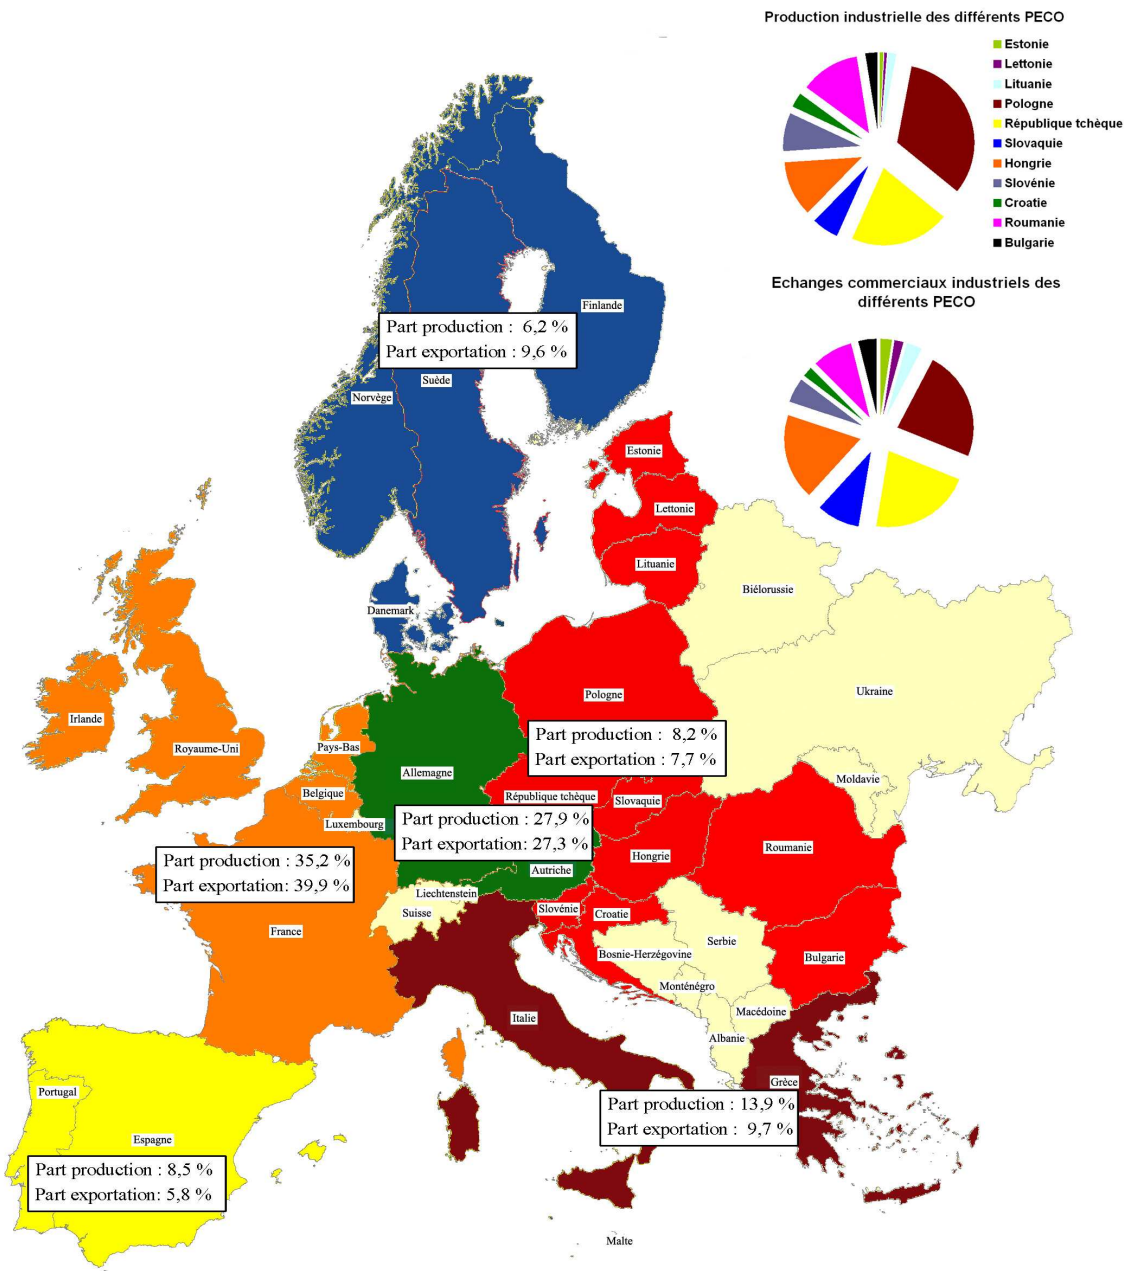 Production industrielle des différents PECO
Estonie
Lettonie
Lituanie
Pologne
République tchèque
Slovaquie
Hongrie
Slovénie
Croatie
Roumanie
Bulgarie
Echanges commerciaux industriels des
différents PECO
Finlande
Part production : 6,2 %
Part exportation : 9,6 %
Suède
Norvège
Estonie
Lettonie
Lituanie
Biélorussie
Danemark
Ukraine
Pologne
Irlande
Royaume-Uni
Pays-Bas
Part production : 8,2 %
Part exportation : 7,7 %
Allemagne
Moldavie
Belgique
République tchèque
Slovaquie
Luxembourg
Part production : 27,9 %
Part exportation: 27,3 %
Roumanie
Part production : 35,2 %
Part exportation: 39,9 %
Hongrie
Autriche
Liechtenstein
Suisse
Slovénie
Croatie
France
Serbie
Bosnie-Herzégovine
Bulgarie
Monténégro
Macédoine
Italie
Albanie
Grèce
Portugal
Part production : 13,9 %
Part exportation : 9,7 %
Espagne
Part production : 8,5 %
Part exportation: 5,8 %
Malte